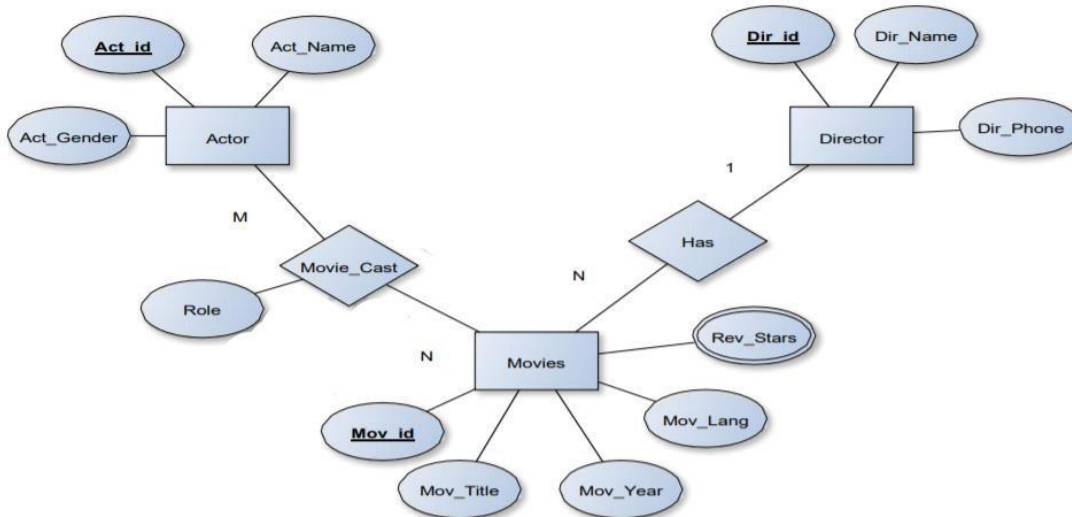 Act_id
Act_Name
Dir_id
Dir_Name
Act_Gender
Actor
Director
Dir_Phone
1
M
Has
Movie_Cast
N
Role
Rev_Stars
N
Movies
Mov_Lang
Mov_id
Mov_Title
Mov_Year